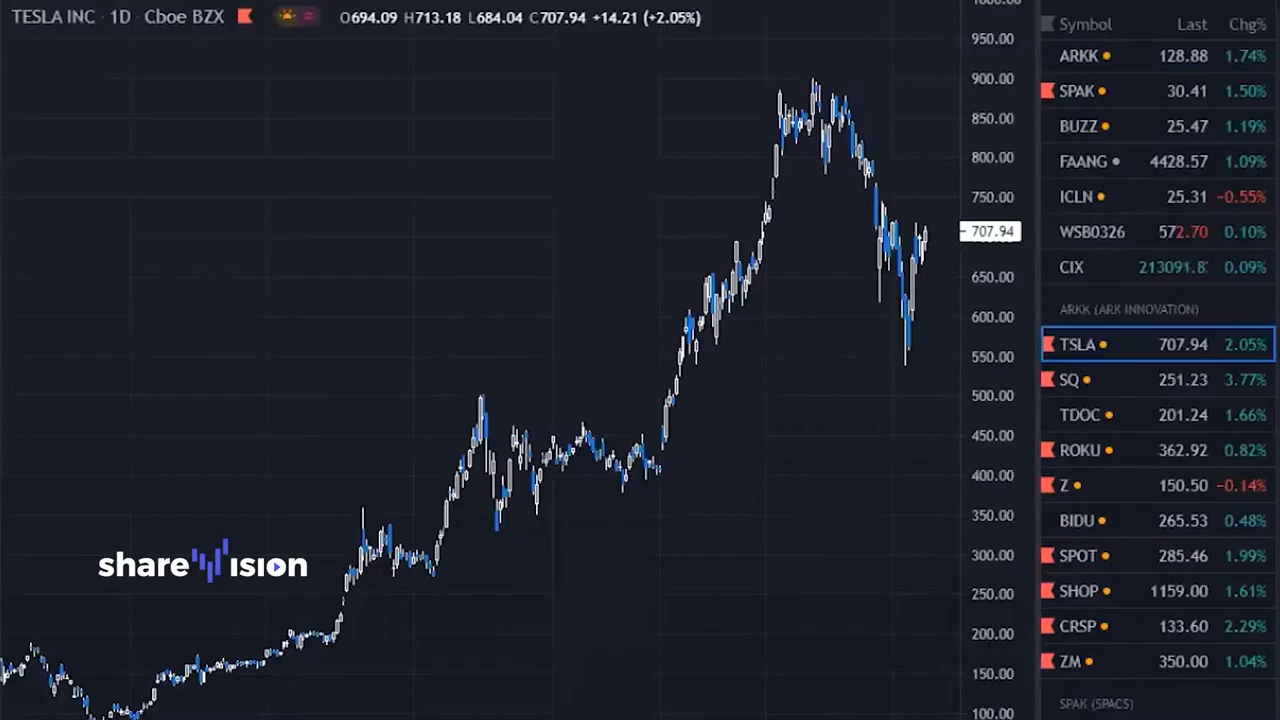 TESLA INC · 1D · Cboe BZX O694.09 H713.18 L684.04 C707.94 +14.21 (+2.05%)
950.00
900.00
850.00
800.00
750.00
707.94
650.00
600.00
550.00
500.00
450.00
400.00
350.00
300.00
250.00
200.00
150.00
100.00
shareVision
Symbol Last Chg%
ARKK 128.88 1.74%
SPAK 30.41 1.50%
BUZZ 25.47 1.19%
FAANG 4428.57 1.09%
ICLN 25.31 −0.55%
WSB0326 572.70 0.10%
CIX 0.09%
ARKK (ARK INNOVATION)
TSLA 707.94 2.05%
SQ 251.23 3.77%
TDOC 201.24 1.66%
ROKU 362.92 0.82%
Z 150.50 −0.14%
BIDU 265.53 0.48%
SPOT 285.46 1.99%
SHOP 1159.00 1.61%
CRSP 133.60 2.29%
ZM 350.00 1.04%
SPAK (SPACS)